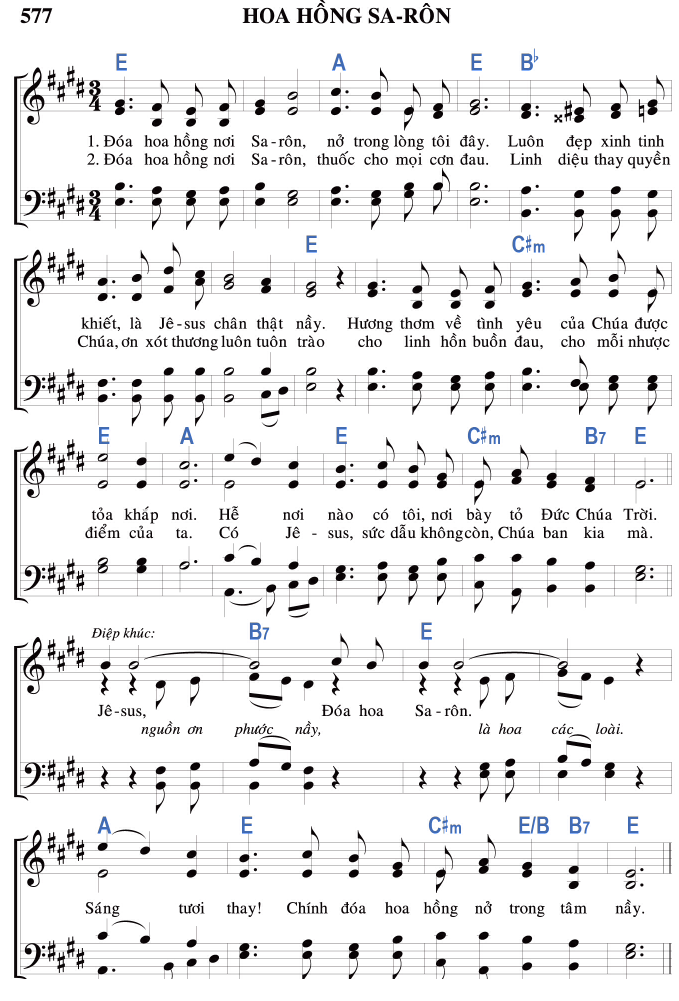 577 HOA HỒNG SA-RÔN
E A E B♭
3 4
1. Đóa hoa hồng nơi Sa-rôn, nở trong lòng tôi đây. Luôn đẹp xinh tinh
2. Đóa hoa hồng nơi Sa-rôn, thuốc cho mọi cơn đau. Linh diệu thay quyền
3 4
E C♯m
khiết, là Jê-sus chân thật nầy. Hương thơm về tình yêu của Chúa được
Chúa, ơn xót thương luôn tuôn trào cho linh hồn buồn đau, cho mỗi nhược
E A E C♯m B7 E
tỏa khấp nơi. Hễ nơi nào có tôi, nơi bày tỏ Đức Chúa Trời.
điểm của ta. Có Jê - sus, sức dẫu không còn, Chúa ban kia mà.
Điệp khúc: B7 E
Jê-sus, Đóa hoa Sa-rôn.
nguồn ơn phước nầy, là hoa các loài.
A E C♯m E/B B7 E
Sáng tươi thay! Chính đóa hoa hồng nở trong tâm nầy.